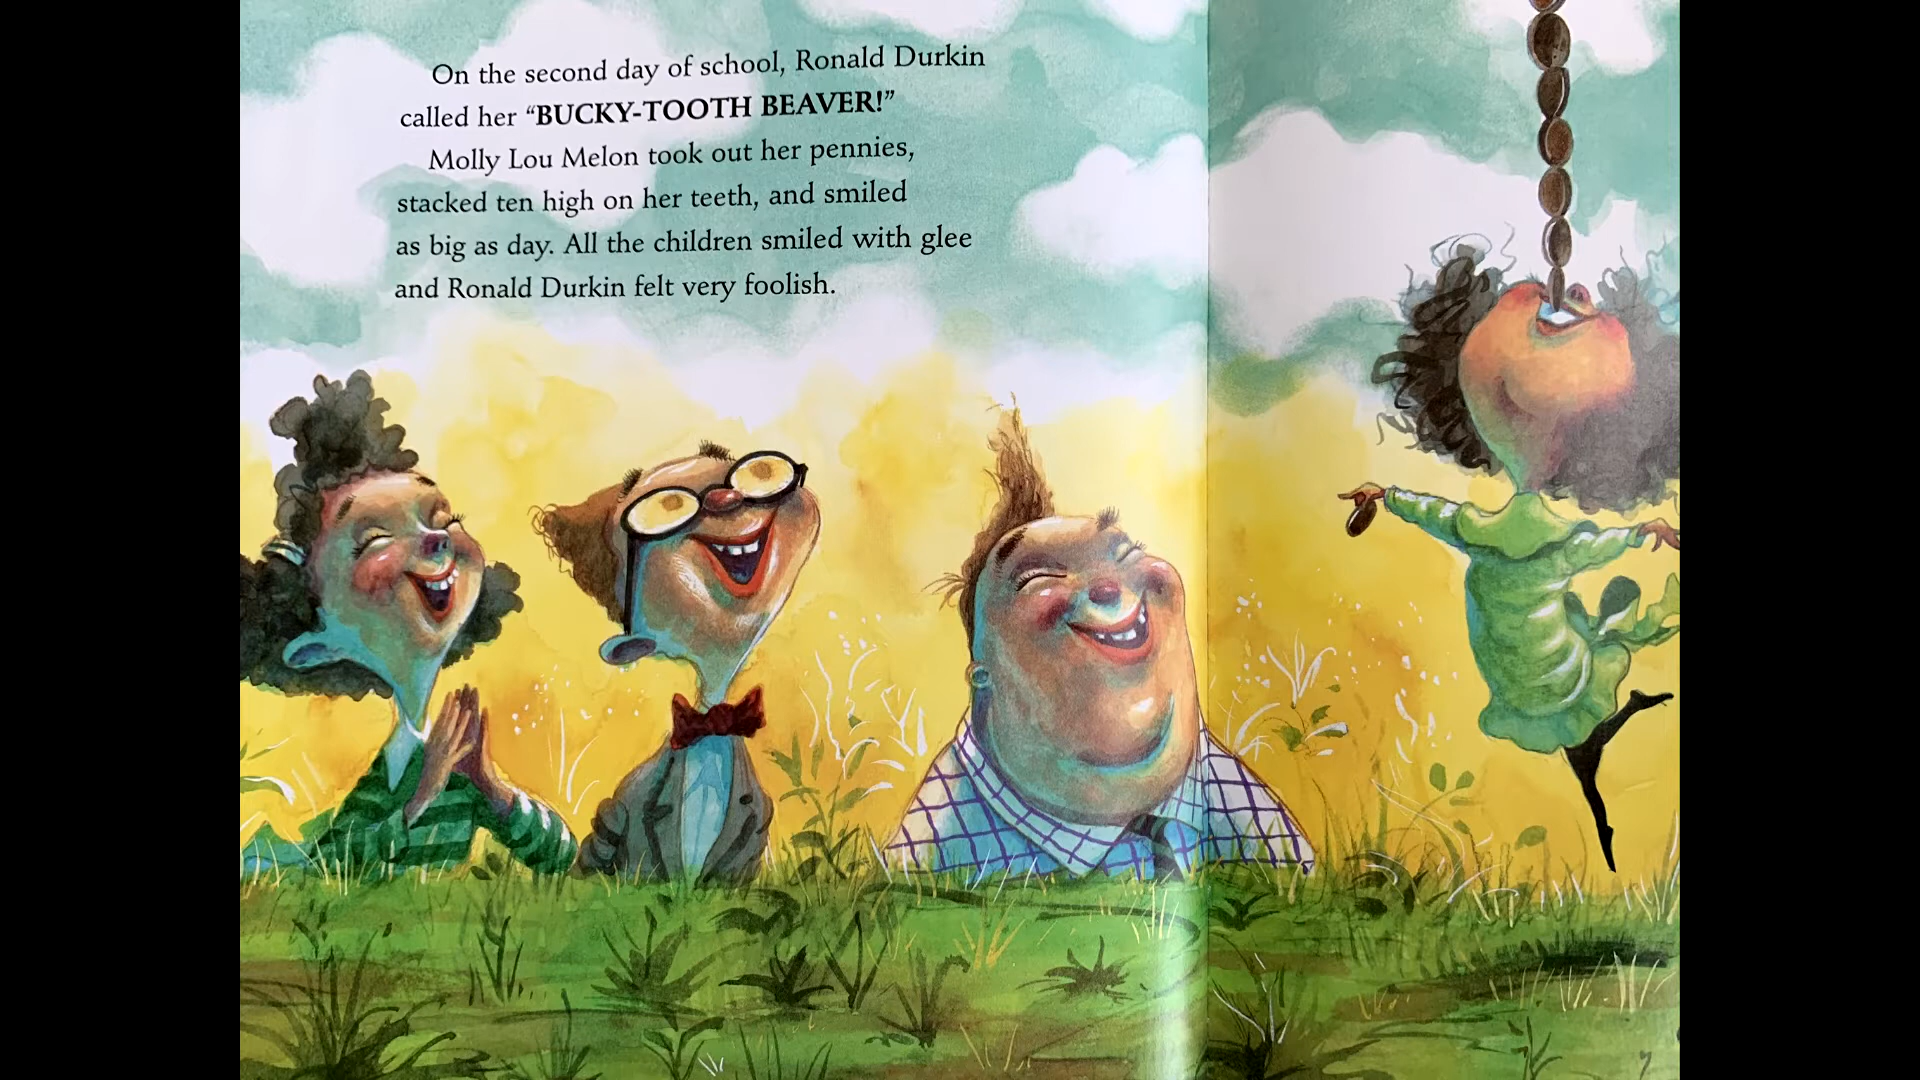 On the second day of school, Ronald Durkin
called her “BUCKY-TOOTH BEAVER!”
Molly Lou Melon took out her pennies,
stacked ten high on her teeth, and smiled
as big as day. All the children smiled with glee
and Ronald Durkin felt very foolish.